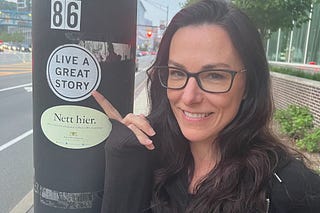 86
LIVE A
GREAT
STORY
Nett hier.